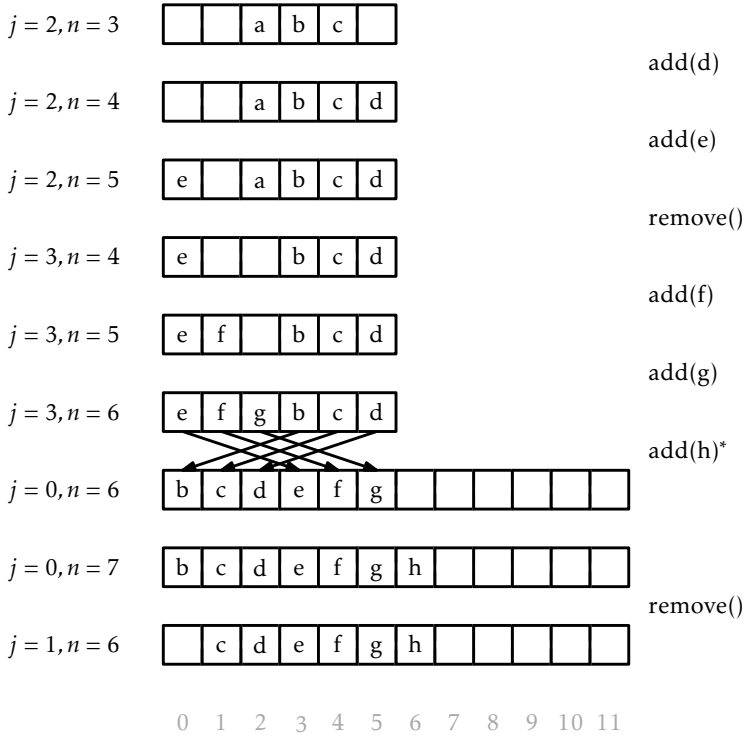 j = 2, n = 3 a b c
add(d)
j = 2, n = 4 a b c d
add(e)
j = 2, n = 5 e a b c d
remove()
j = 3, n = 4 e b c d
add(f)
j = 3, n = 5 e f b c d
add(g)
j = 3, n = 6 e f g b c d
add(h)*
j = 0, n = 6 b c d e f g
j = 0, n = 7 b c d e f g h
remove()
j = 1, n = 6 c d e f g h
0 1 2 3 4 5 6 7 8 9 10 11